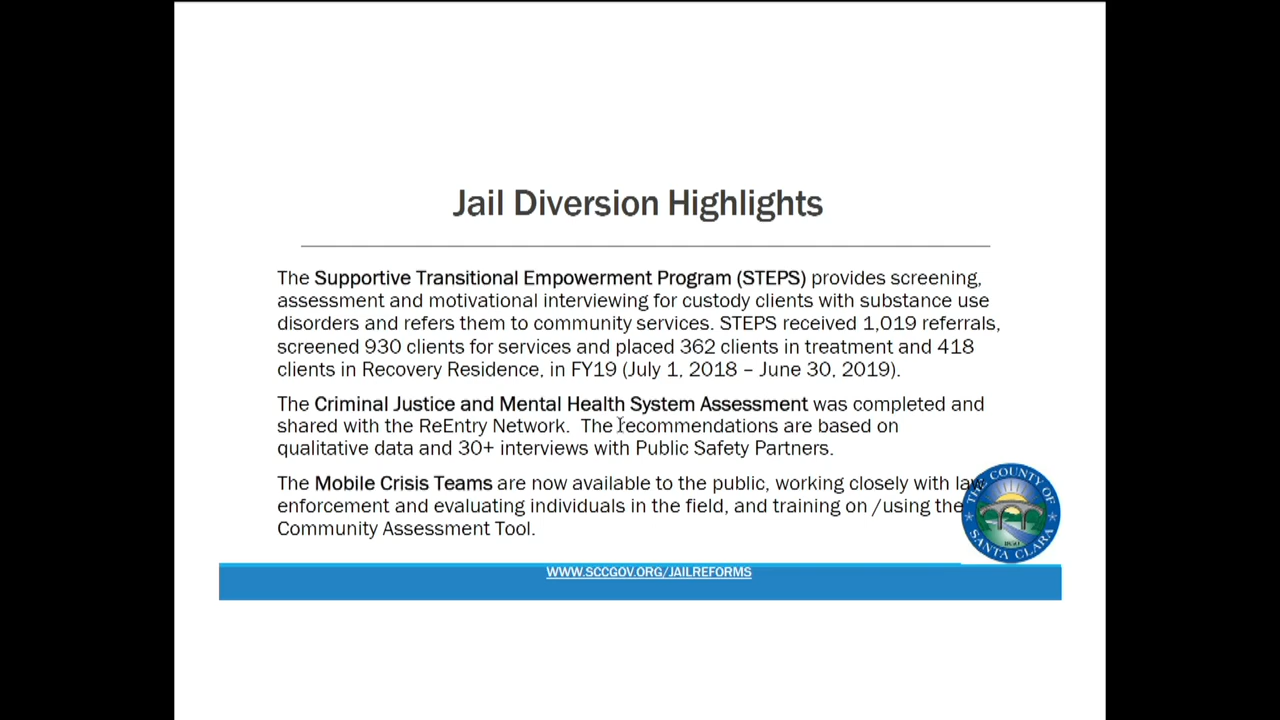 Jail Diversion Highlights
The Supportive Transitional Empowerment Program (STEPS) provides screening,
assessment and motivational interviewing for custody clients with substance use
disorders and refers them to community services. STEPS received 1,019 referrals,
screened 930 clients for services and placed 362 clients in treatment and 418
clients in Recovery Residence, in FY19 (July 1, 2018 – June 30, 2019).
The Criminal Justice and Mental Health System Assessment was completed and
shared with the ReEntry Network. The recommendations are based on
qualitative data and 30+ interviews with Public Safety Partners.
The Mobile Crisis Teams are now available to the public, working closely with law
enforcement and evaluating individuals in the field, and training on /using the
Community Assessment Tool.
THE COUNTY OF
SANTA CLARA
WWW.SCCGOV.ORG/JAILREFORMS